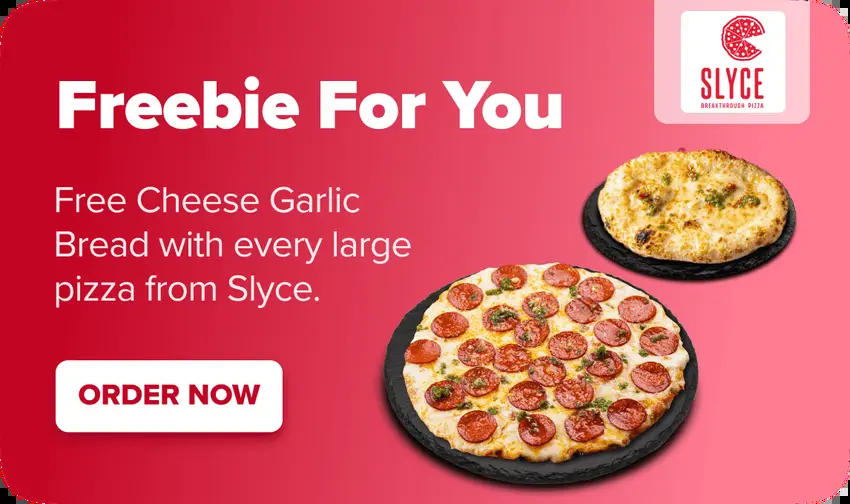 SLYCE
BREAKTHROUGH PIZZA
Freebie For You
Free Cheese Garlic
Bread with every large
pizza from Slyce.
ORDER NOW